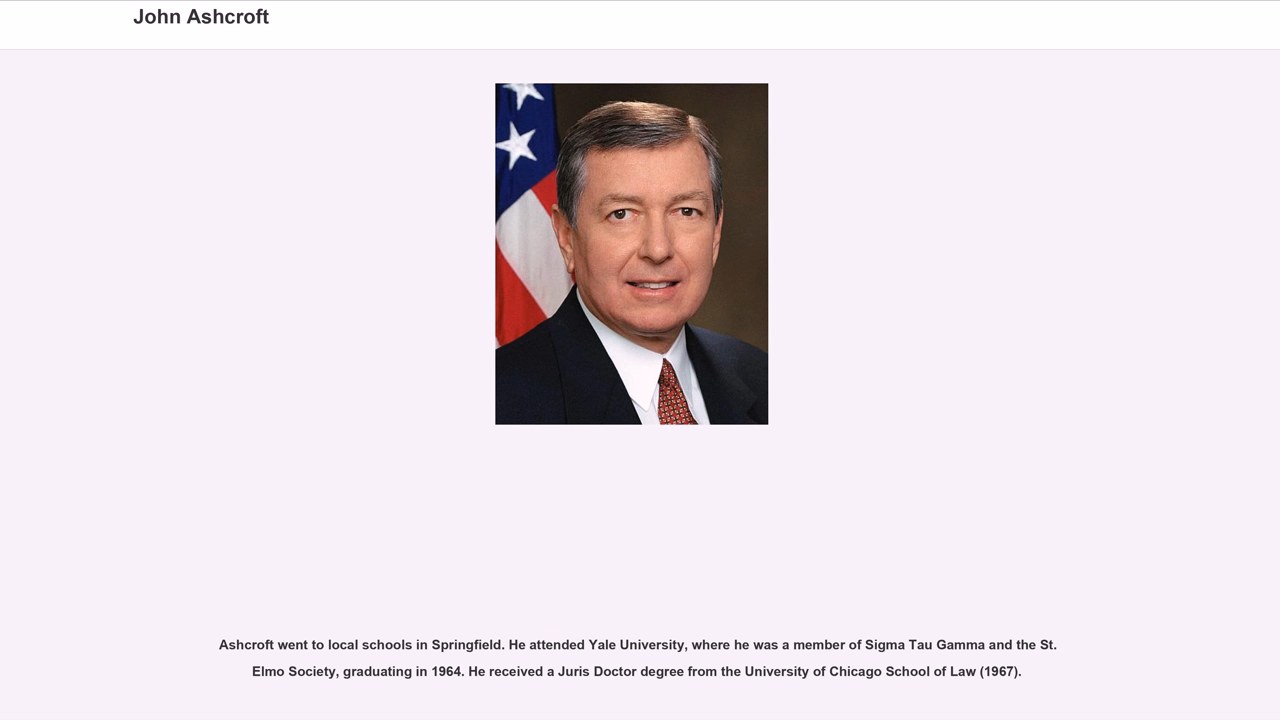 John Ashcroft
Ashcroft went to local schools in Springfield. He attended Yale University, where he was a member of Sigma Tau Gamma and the St.
Elmo Society, graduating in 1964. He received a Juris Doctor degree from the University of Chicago School of Law (1967).